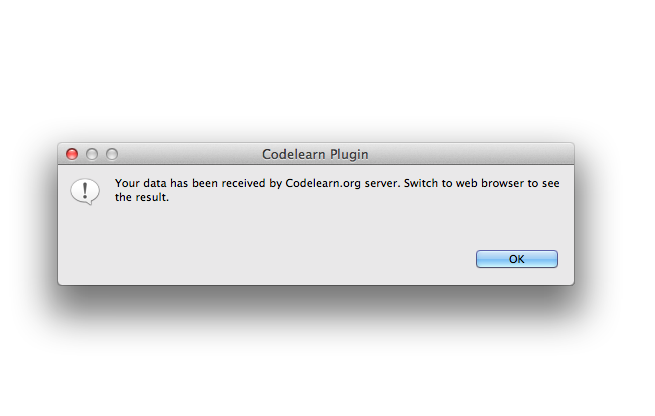 Codelearn Plugin
Your data has been received by Codelearn.org server. Switch to web browser to see
the result.
OK